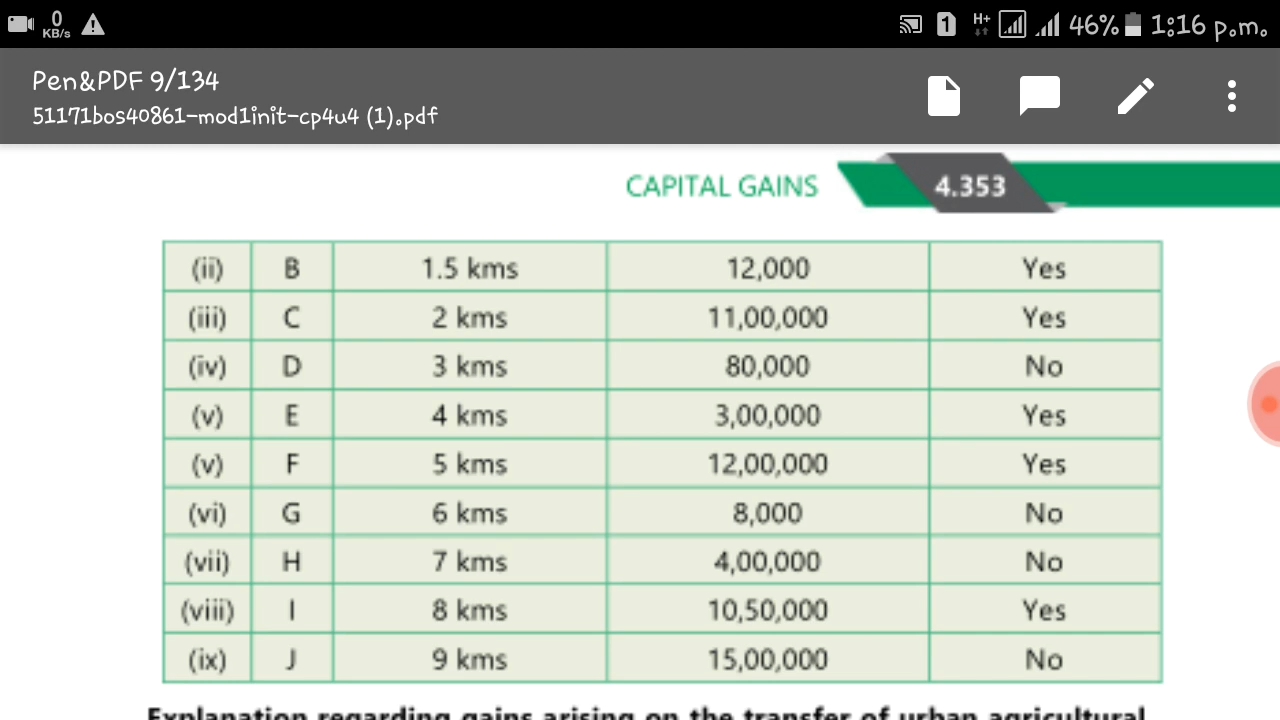 0 KB/s 1 H+ 46% 1:16 p.m.
Pen&PDF 9/134
51171bos40861-mod1init-cp4u4 (1).pdf
CAPITAL GAINS 4.353
(ii) B 1.5 kms 12,000 Yes
(iii) C 2 kms 11,00,000 Yes
(iv) D 3 kms 80,000 No
(v) E 4 kms 3,00,000 Yes
(v) F 5 kms 12,00,000 Yes
(vi) G 6 kms 8,000 No
(vii) H 7 kms 4,00,000 No
(viii) I 8 kms 10,50,000 Yes
(ix) J 9 kms 15,00,000 No
Explanation regarding gains arising on the transfer of urban agricultural